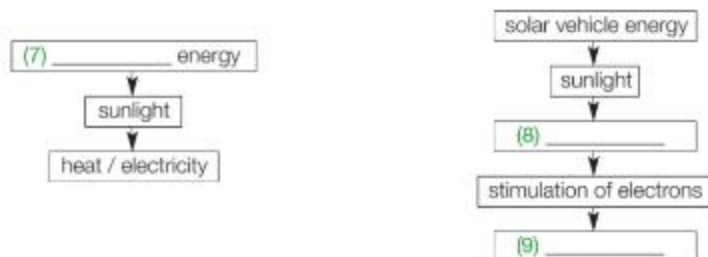 (7) ____________ energy
sunlight
heat / electricity
solar vehicle energy
sunlight
(8) ____________
stimulation of electrons
(9) ____________